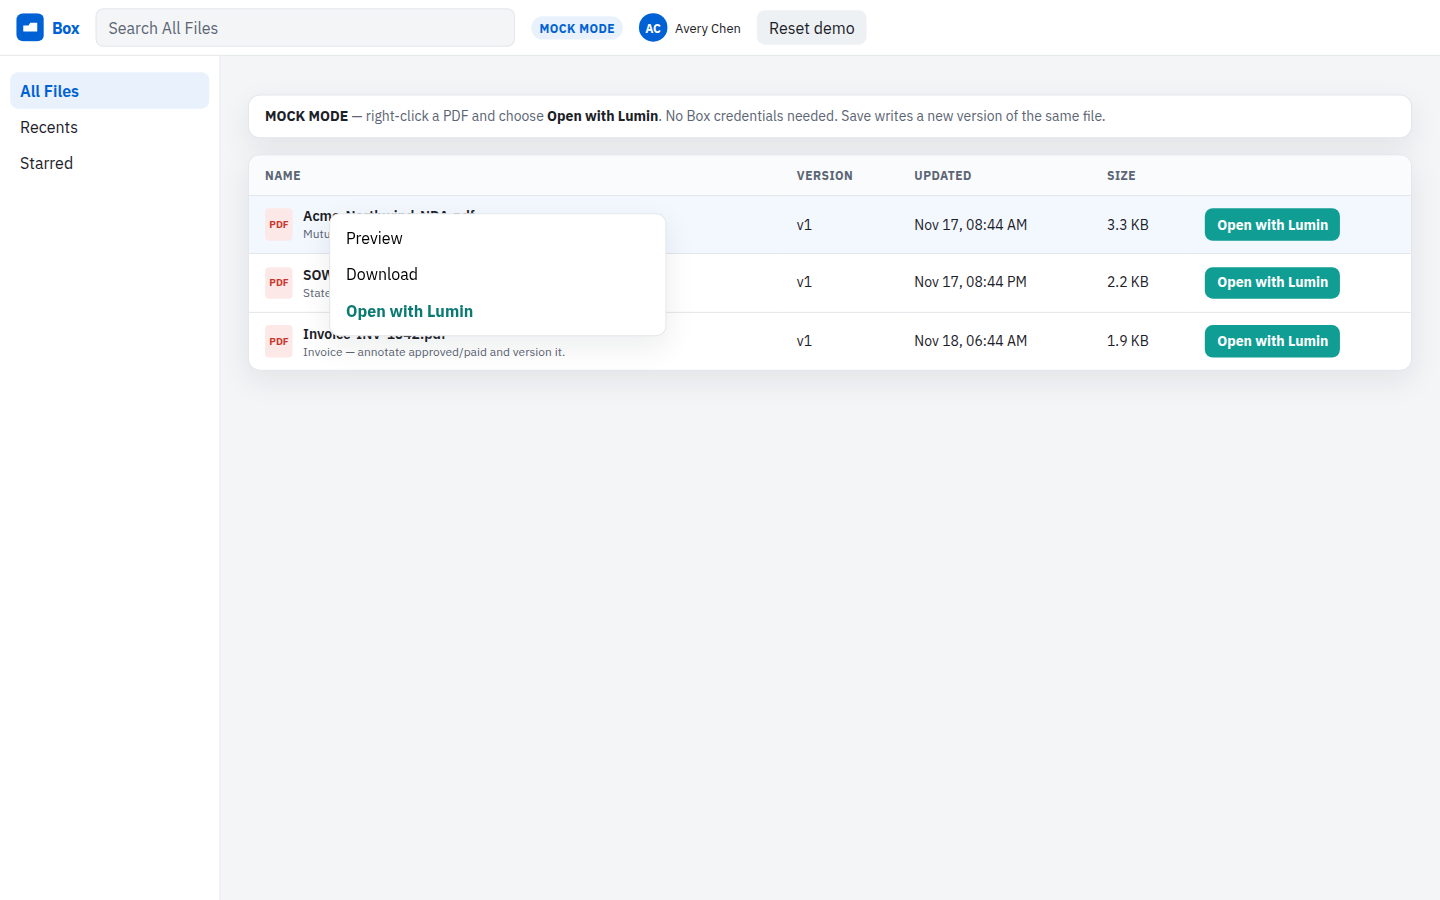 Box
Search All Files
MOCK MODE
AC
Avery Chen
Reset demo
All Files
Recents
Starred
MOCK MODE — right-click a PDF and choose Open with Lumin. No Box credentials needed. Save writes a new version of the same file.
NAME VERSION UPDATED SIZE
PDF
v1 Nov 17, 08:44 AM 3.3 KB Open with Lumin
PDF
v1 Nov 17, 08:44 PM 2.2 KB Open with Lumin
PDF
Invoice — annotate approved/paid and version it.
v1 Nov 18, 06:44 AM 1.9 KB Open with Lumin
Preview
Download
Open with Lumin